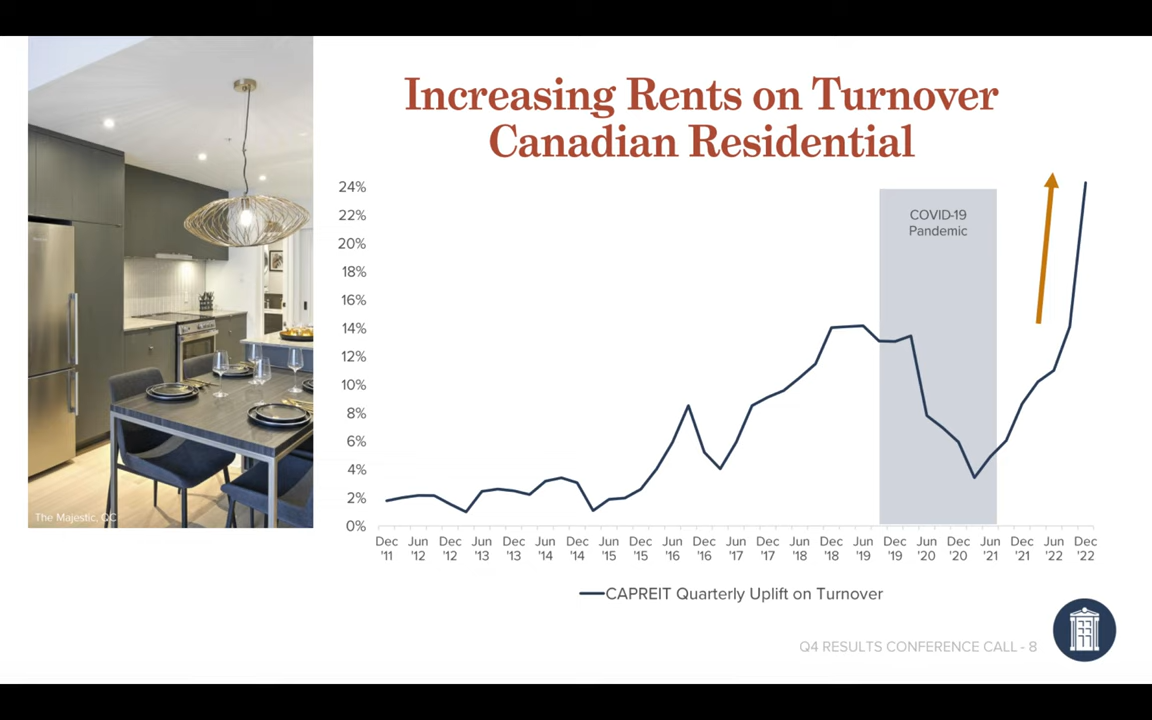 Increasing Rents on Turnover
Canadian Residential
24%
22%
20%
18%
16%
14%
12%
10%
8%
6%
4%
2%
0%
COVID-19
Pandemic
Dec Jun Dec Jun Dec Jun Dec Jun Dec Jun Dec Jun Dec Jun Dec Jun Dec Jun Dec Jun Dec
'11 '12 '12 '13 '13 '14 '14 '15 '15 '16 '16 '17 '17 '18 '18 '19 '19 '20 '20 '21 '21 '22 '22
CAPREIT Quarterly Uplift on Turnover
The Majestic, QC
Q4 RESULTS CONFERENCE CALL - 8